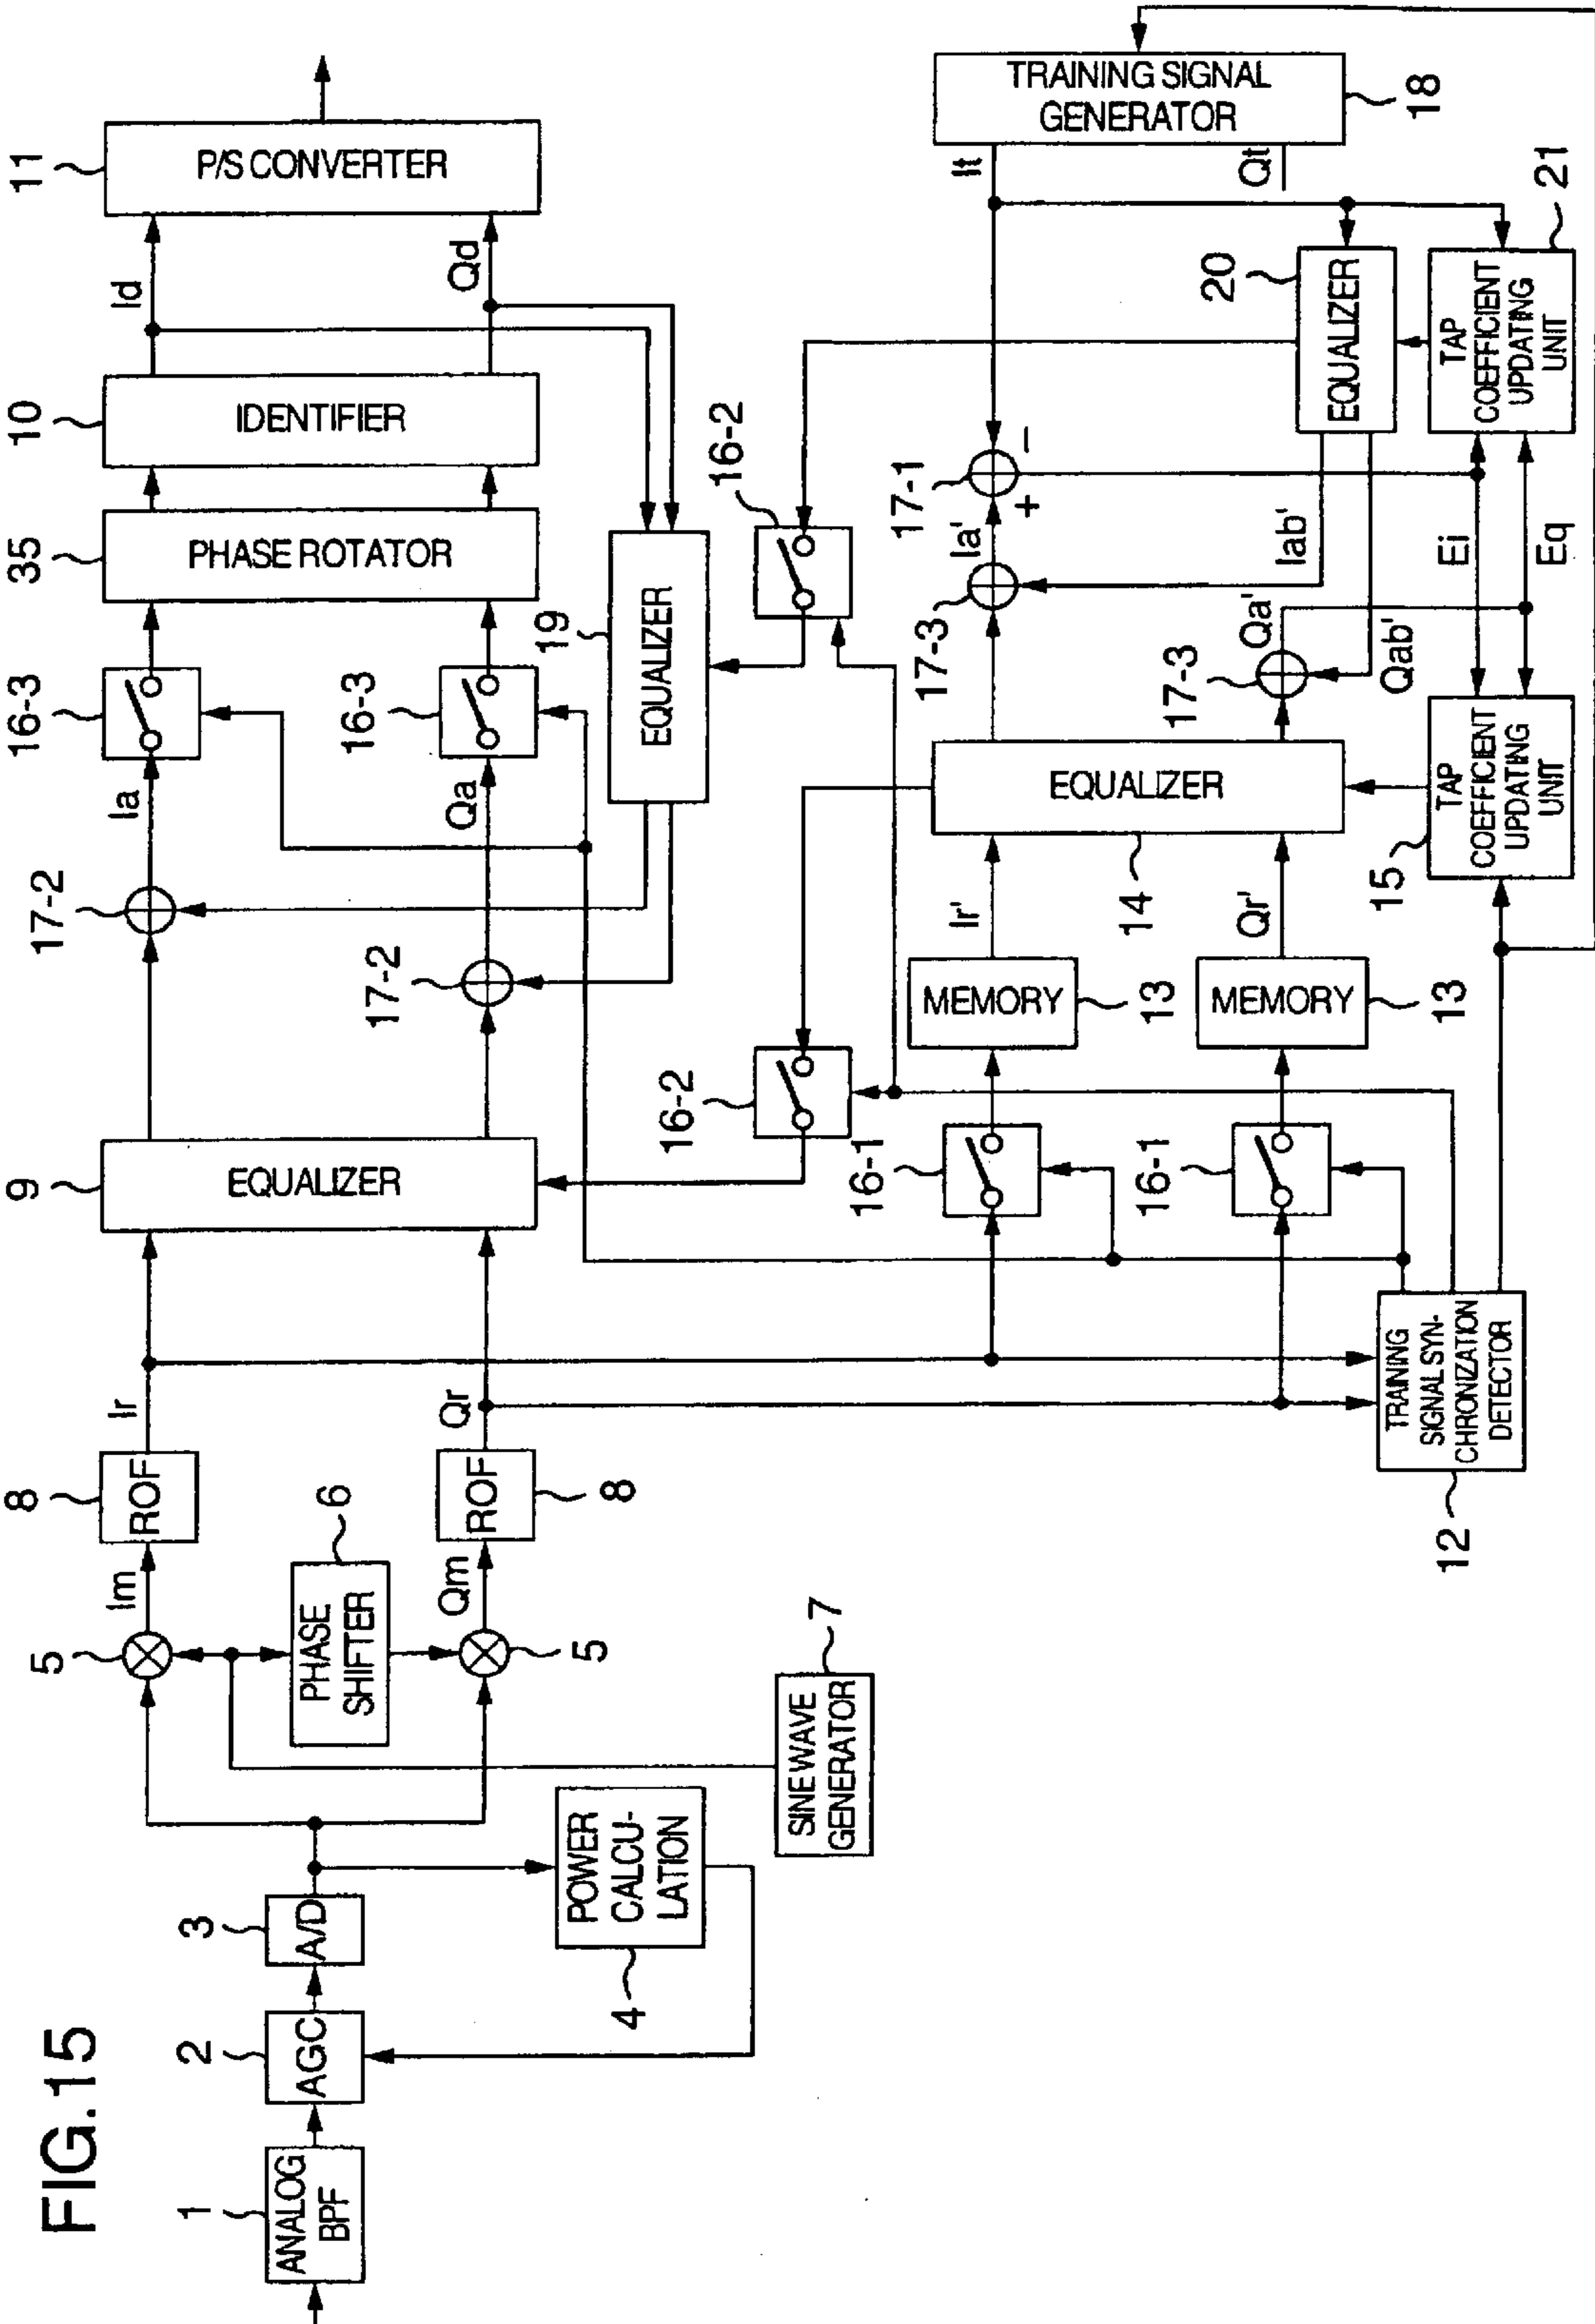 FIG.15
1
ANALOG
BPF
2
AGC
3
A/D
4
POWER
CALCU-
LATION
5
Im
6
PHASE
SHIFTER
5
Qm
7
SINEWAVE
GENERATOR
8
ROF
Ir
8
ROF
Qr
9
EQUALIZER
17-2
Ia
17-2
Qa
16-3
16-3
35
PHASE ROTATOR
10
IDENTIFIER
Id
Qd
11
P/S CONVERTER
19
EQUALIZER
16-2
16-2
12
TRAINING
SIGNAL SYN-
CHRONIZATION
DETECTOR
16-1
16-1
MEMORY
13
MEMORY
13
Ir'
Qr'
14
EQUALIZER
15
TAP
COEFFICIENT
UPDATING
UNIT
17-3
Ia'
17-3
Qa'
Qab'
Iab'
17-1
+
−
Ei
Eq
20
EQUALIZER
21
TAP
COEFFICIENT
UPDATING
UNIT
It
Qt
TRAINING SIGNAL
GENERATOR
18